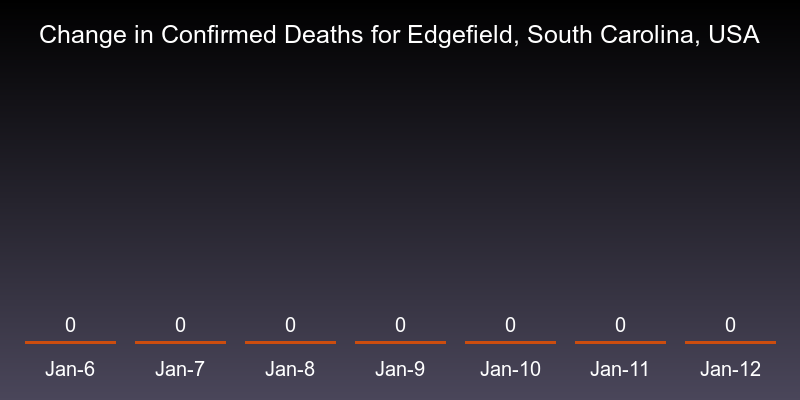 Change in Confirmed Deaths for Edgefield, South Carolina, USA
0 0 0 0 0 0 0
Jan-6 Jan-7 Jan-8 Jan-9 Jan-10 Jan-11 Jan-12